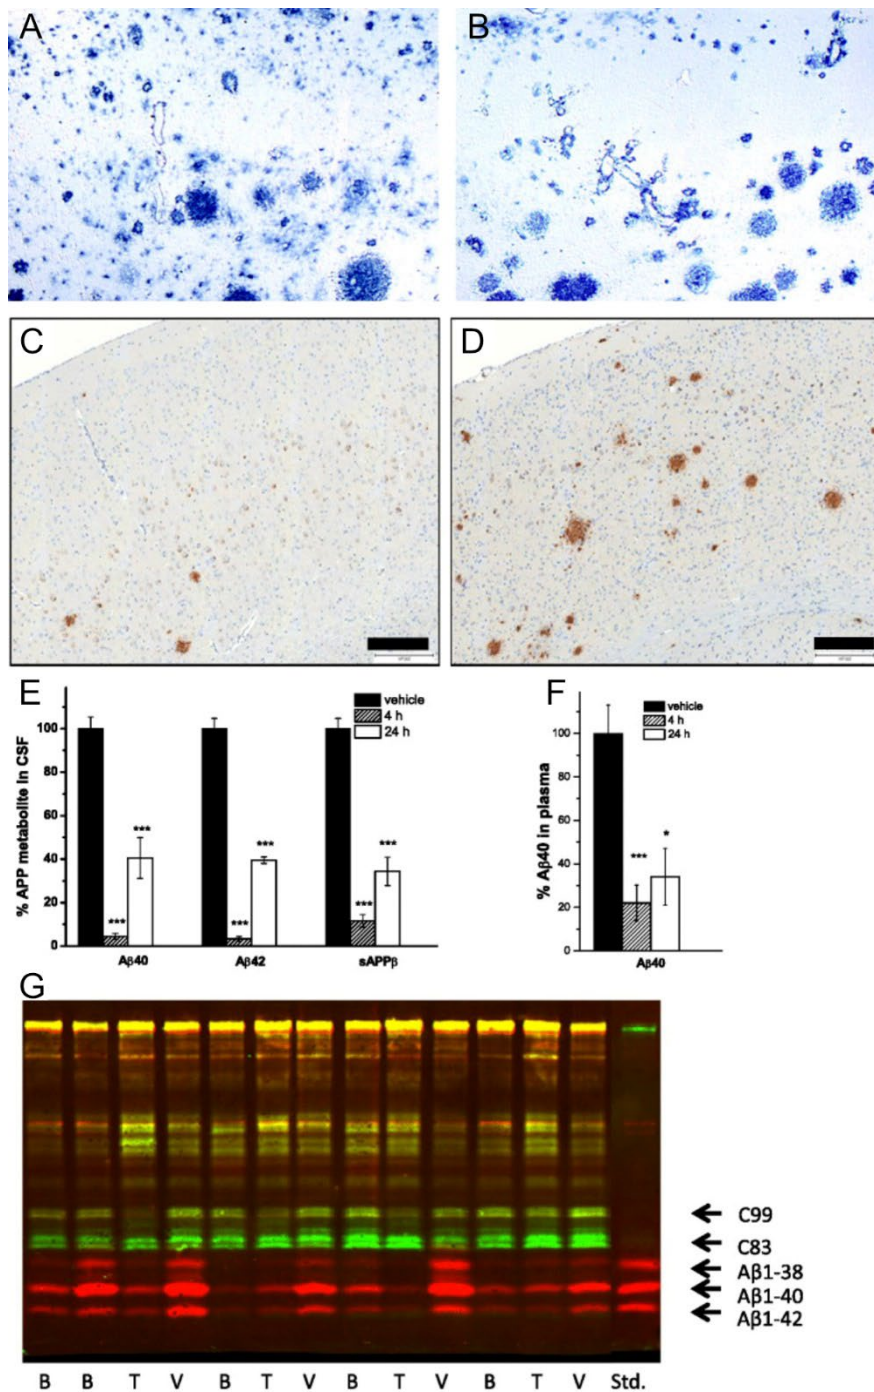 A
B
C
D
E
% APP metabolite in CSF
100
80
60
40
20
0
vehicle
4 h
24 h
***
***
***
***
***
***
Aβ40
Aβ42
sAPPβ
F
% Aβ40 in plasma
100
80
60
40
20
0
vehicle
4 h
24 h
***
*
Aβ40
G
C99
C83
Aβ1-38
Aβ1-40
Aβ1-42
B B T V B T V B T V B T V Std.